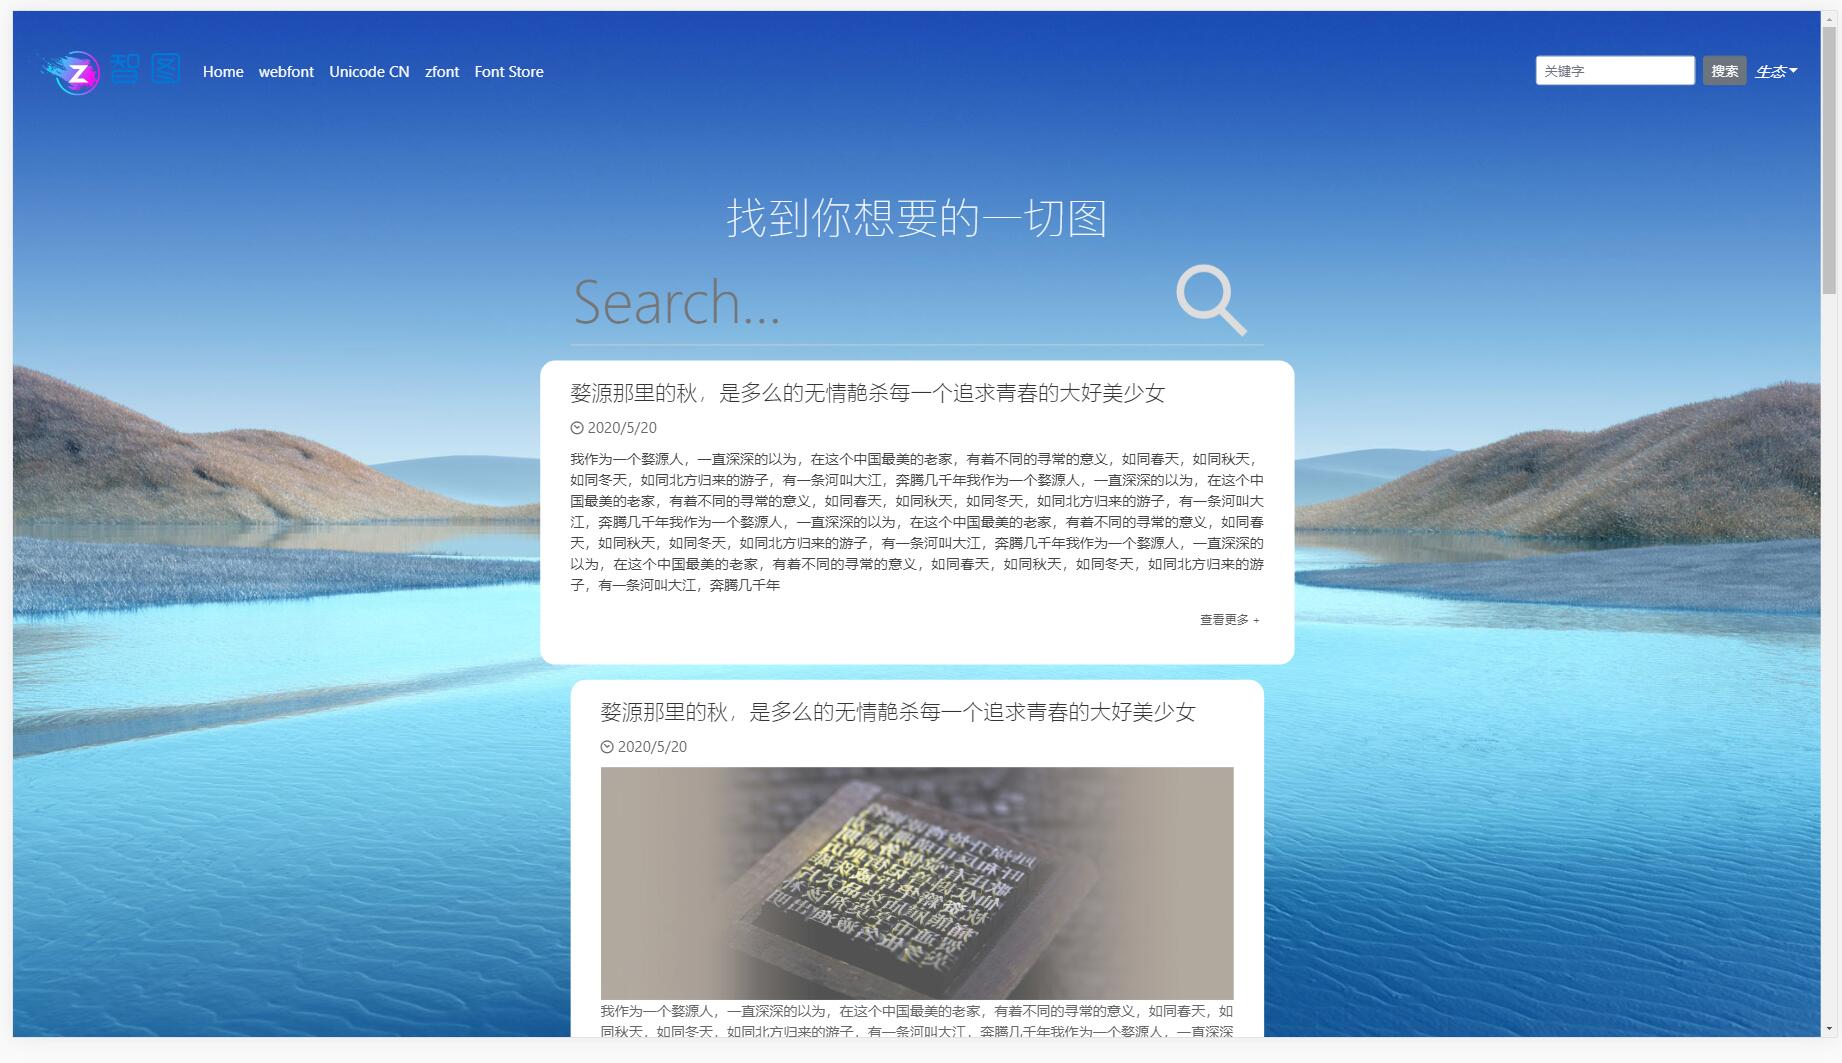 智图
Home webfont Unicode CN zfont Font Store
关键字
搜索
生态
找到你想要的一切图
Search...
婺源那里的秋，是多么的无情艳杀每一个追求青春的大好美少女
2020/5/20
我作为一个婺源人，一直深深的以为，在这个中国最美的老家，有着不同的寻常的意义，如同春天，如同秋天，
如同冬天，如同北方归来的游子，有一条河叫大江，奔腾几千年我作为一个婺源人，一直深深的以为，在这个中
国最美的老家，有着不同的寻常的意义，如同春天，如同秋天，如同冬天，如同北方归来的游子，有一条河叫大
江，奔腾几千年我作为一个婺源人，一直深深的以为，在这个中国最美的老家，有着不同的寻常的意义，如同春
天，如同秋天，如同冬天，如同北方归来的游子，有一条河叫大江，奔腾几千年我作为一个婺源人，一直深深的
以为，在这个中国最美的老家，有着不同的寻常的意义，如同春天，如同秋天，如同冬天，如同北方归来的游
子，有一条河叫大江，奔腾几千年
查看更多 +
婺源那里的秋，是多么的无情艳杀每一个追求青春的大好美少女
2020/5/20
我作为一个婺源人，一直深深的以为，在这个中国最美的老家，有着不同的寻常的意义，如同春天，如
同秋天，如同冬天，如同北方归来的游子，有一条河叫大江，奔腾几千年我作为一个婺源人，一直深深